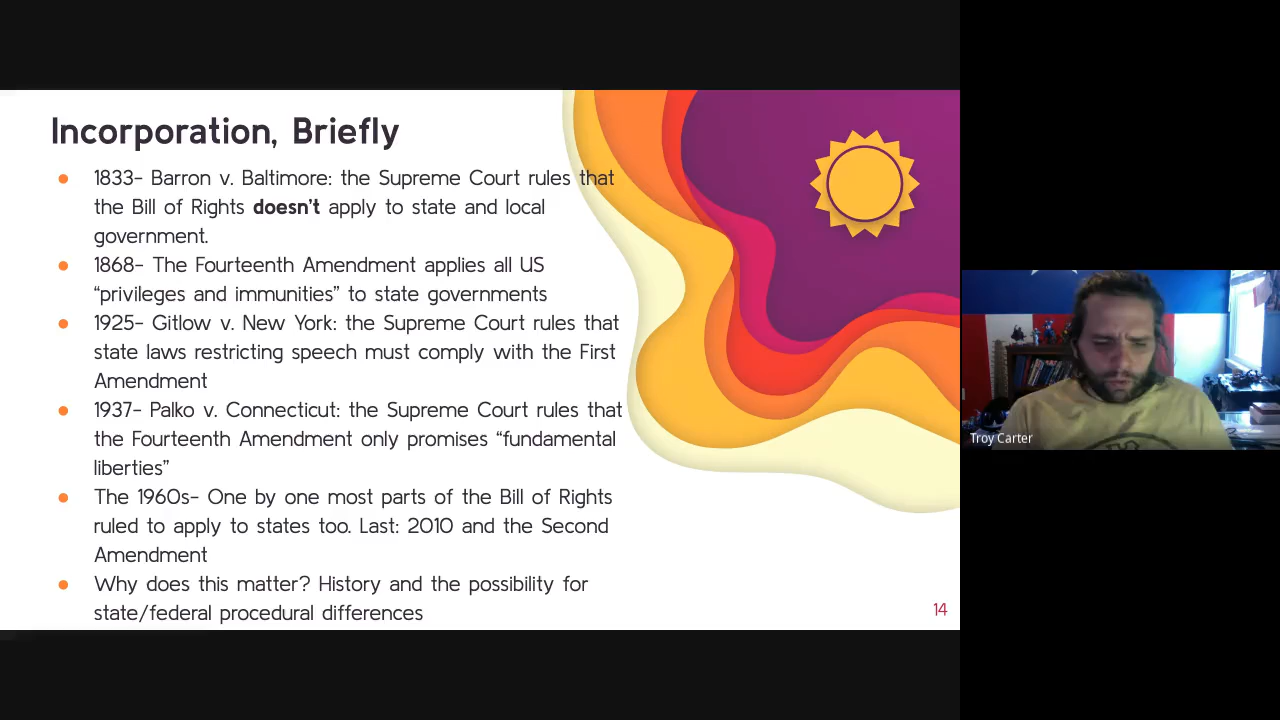 Incorporation, Briefly
1833- Barron v. Baltimore: the Supreme Court rules that
the Bill of Rights doesn't apply to state and local
government.
1868- The Fourteenth Amendment applies all US
“privileges and immunities” to state governments
1925- Gitlow v. New York: the Supreme Court rules that
state laws restricting speech must comply with the First
Amendment
1937- Palko v. Connecticut: the Supreme Court rules that
the Fourteenth Amendment only promises “fundamental
liberties”
The 1960s- One by one most parts of the Bill of Rights
ruled to apply to states too. Last: 2010 and the Second
Amendment
Why does this matter? History and the possibility for
state/federal procedural differences
14
Troy Carter